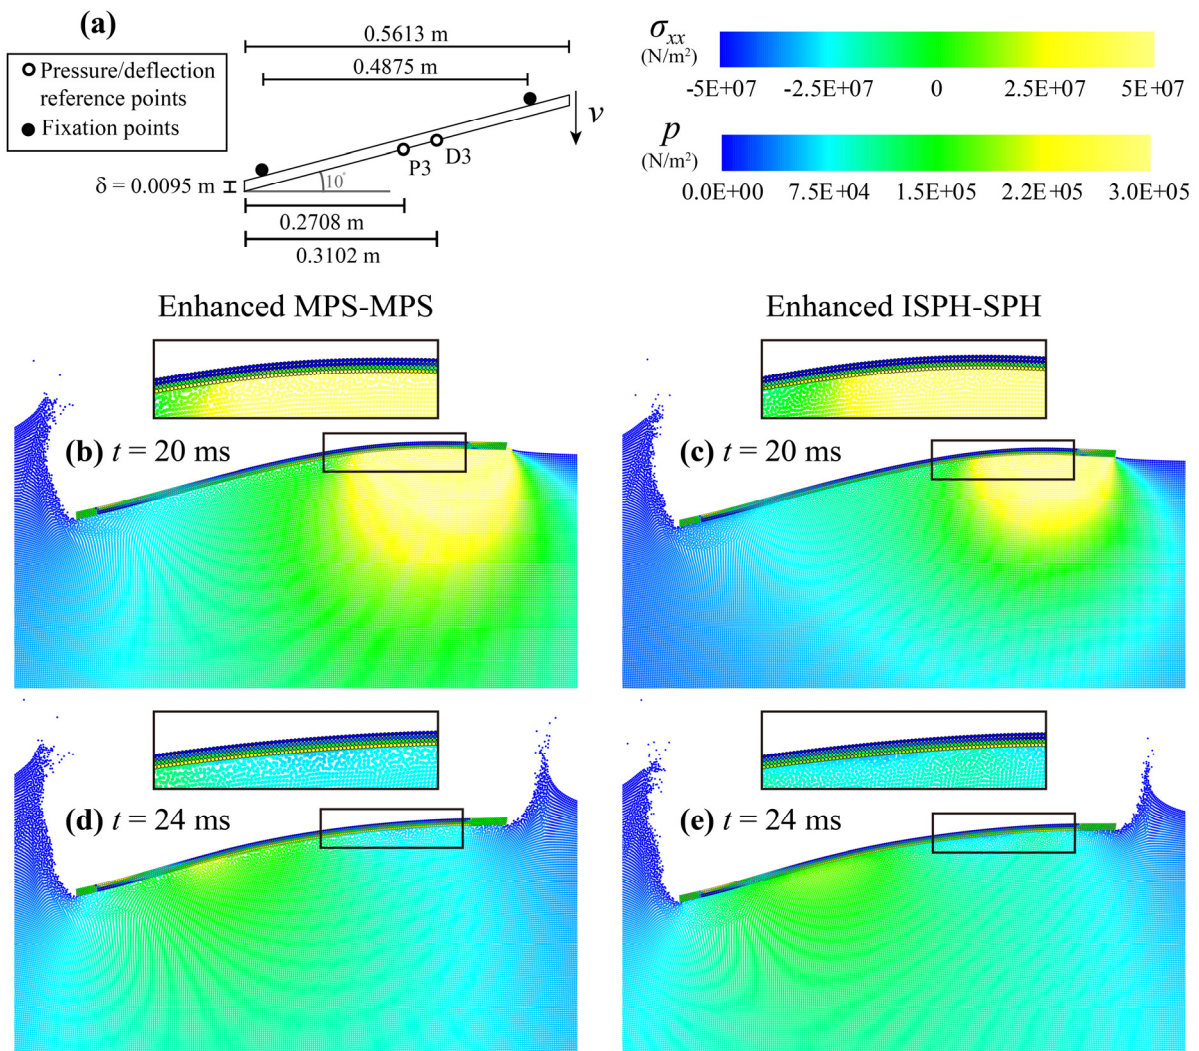 (a)
Pressure/deflection
reference points
Fixation points
0.5613 m
0.4875 m
v
P3
D3
δ = 0.0095 m
10°
0.2708 m
0.3102 m
σxx
(N/m²)
-5E+07 -2.5E+07 0 2.5E+07 5E+07
p
(N/m²)
0.0E+00 7.5E+04 1.5E+05 2.2E+05 3.0E+05
Enhanced MPS-MPS
Enhanced ISPH-SPH
(b) t = 20 ms
(c) t = 20 ms
(d) t = 24 ms
(e) t = 24 ms